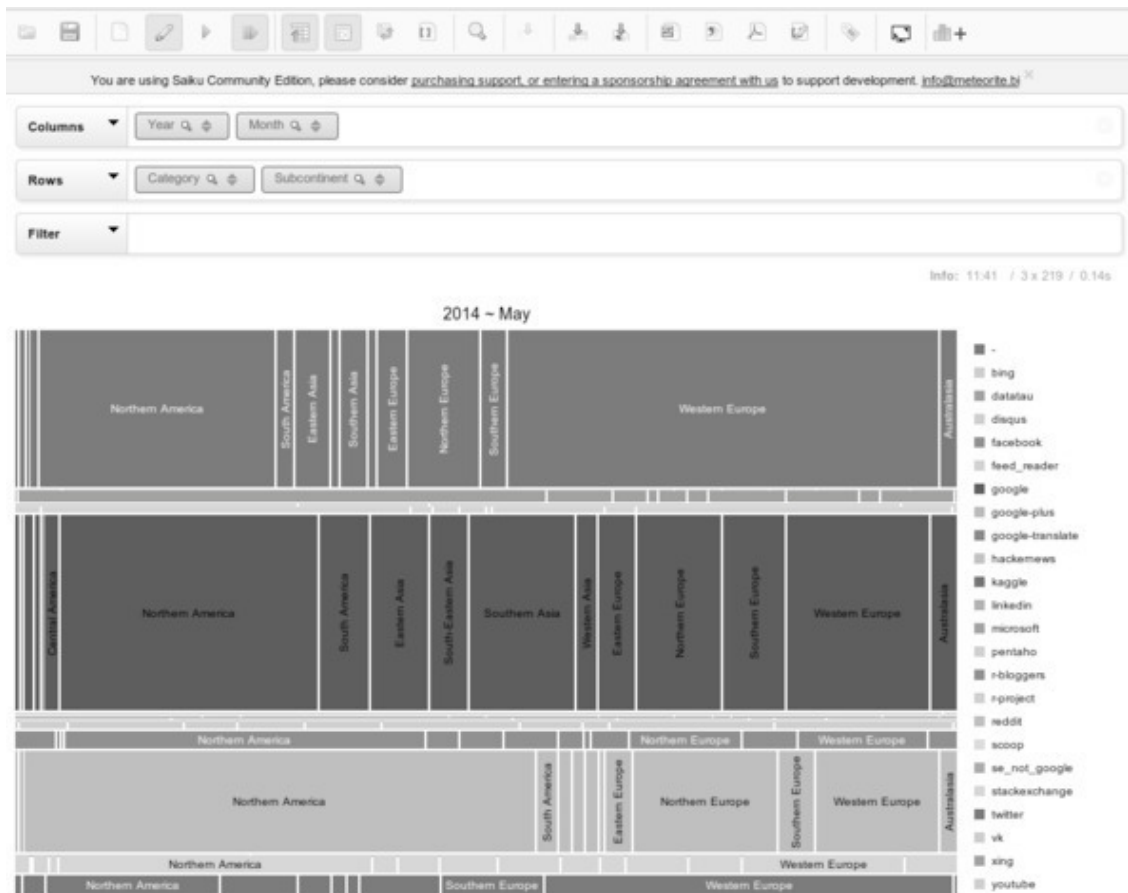 You are using Saiku Community Edition, please consider purchasing support, or entering a sponsorship agreement with us to support development. info@meteorite.bi
Columns Year Month
Rows Category Subcontinent
Filter
Info: 11:41 / 3 x 219 / 0.14s
2014 ~ May
Northern America South America Eastern Asia Southern Asia Eastern Europe Northern Europe Southern Europe Western Europe Australasia
Central America Northern America South America Eastern Asia South-Eastern Asia Southern Asia Western Asia Eastern Europe Northern Europe Southern Europe Western Europe Australasia
Northern America Northern Europe Western Europe
Northern America South America Eastern Europe Northern Europe Southern Europe Western Europe Australasia
Northern America Western Europe
Northern America Southern Europe Western Europe
-
bing
datatau
disqus
facebook
feed_reader
google
google-plus
google-translate
hackernews
kaggle
linkedin
microsoft
pentaho
r-bloggers
r-project
reddit
scoop
se_not_google
stackexchange
twitter
vk
xing
youtube